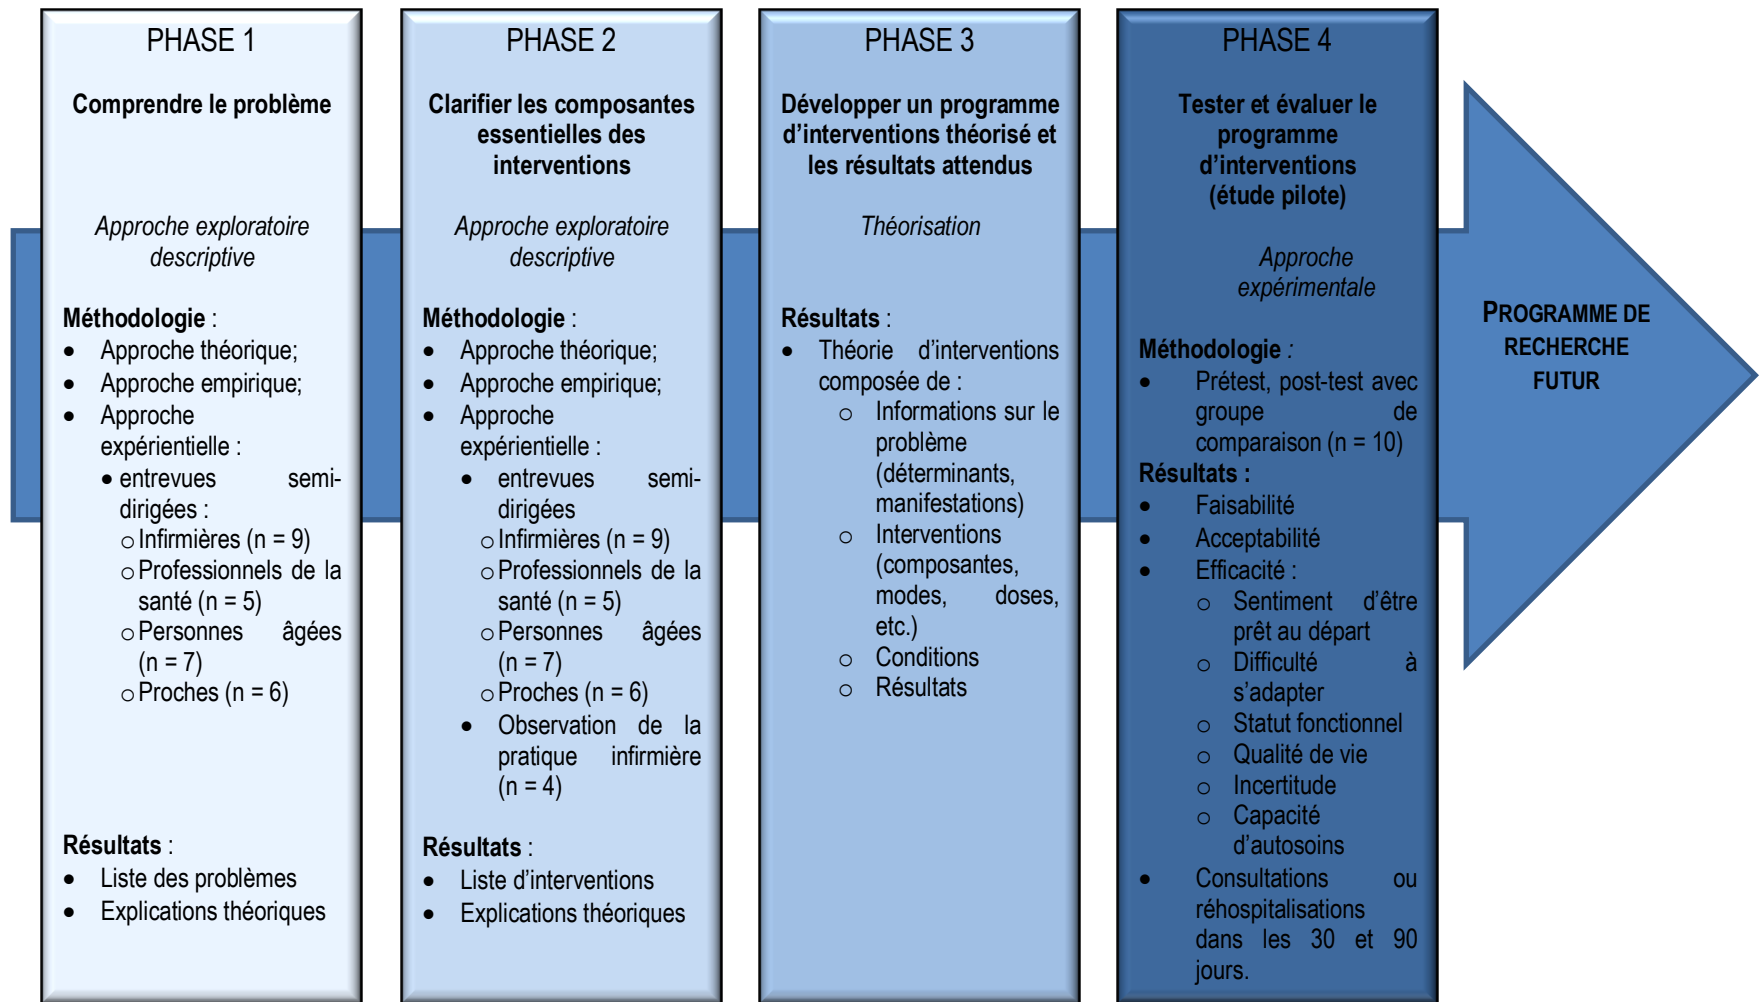 PHASE 1
Comprendre le problème
Approche exploratoire
descriptive
Méthodologie :
• Approche théorique;
• Approche empirique;
• Approche
expérientielle :
• entrevues semi-
dirigées :
o Infirmières (n = 9)
o Professionnels de la
santé (n = 5)
o Personnes âgées
(n = 7)
o Proches (n = 6)
Résultats :
• Liste des problèmes
• Explications théoriques
PHASE 2
Clarifier les composantes
essentielles des
interventions
Approche exploratoire
descriptive
Méthodologie :
• Approche théorique;
• Approche empirique;
• Approche
expérientielle :
• entrevues semi-
dirigées
o Infirmières (n = 9)
o Professionnels de la
santé (n = 5)
o Personnes âgées
(n = 7)
o Proches (n = 6)
• Observation de la
pratique infirmière
(n = 4)
Résultats :
• Liste d’interventions
• Explications théoriques
PHASE 3
Développer un programme
d’interventions théorisé et
les résultats attendus
Théorisation
Résultats :
• Théorie d’interventions
composée de :
o Informations sur le
problème
(déterminants,
manifestations)
o Interventions
(composantes,
modes, doses,
etc.)
o Conditions
o Résultats
PHASE 4
Tester et évaluer le
programme
d’interventions
(étude pilote)
Approche
expérimentale
Méthodologie :
• Prétest, post-test avec
groupe de
comparaison (n = 10)
Résultats :
• Faisabilité
• Acceptabilité
• Efficacité :
o Sentiment d’être
prêt au départ
o Difficulté à
s’adapter
o Statut fonctionnel
o Qualité de vie
o Incertitude
o Capacité
d’autosoins
• Consultations ou
réhospitalisations
dans les 30 et 90
jours.
PROGRAMME DE
RECHERCHE
FUTUR